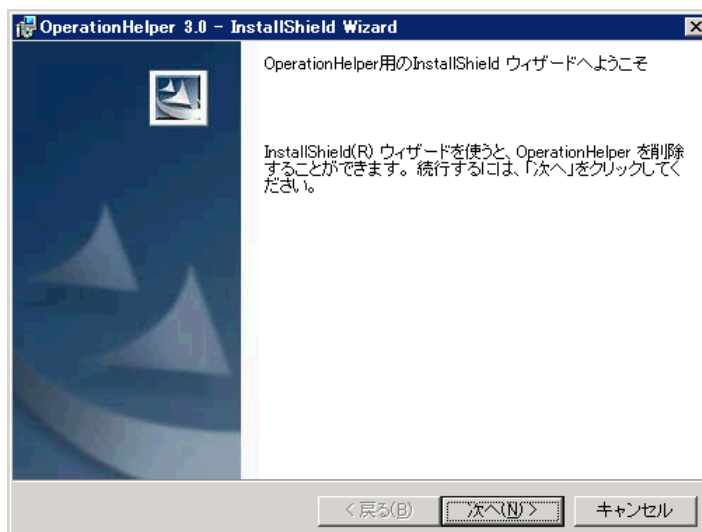 OperationHelper 3.0 - InstallShield Wizard
OperationHelper用のInstallShield ウィザードへようこそ
InstallShield(R) ウィザードを使うと、OperationHelper を削除
することができます。続行するには、「次へ」をクリックしてく
ださい。
< 戻る(B)
次へ(N) >
キャンセル